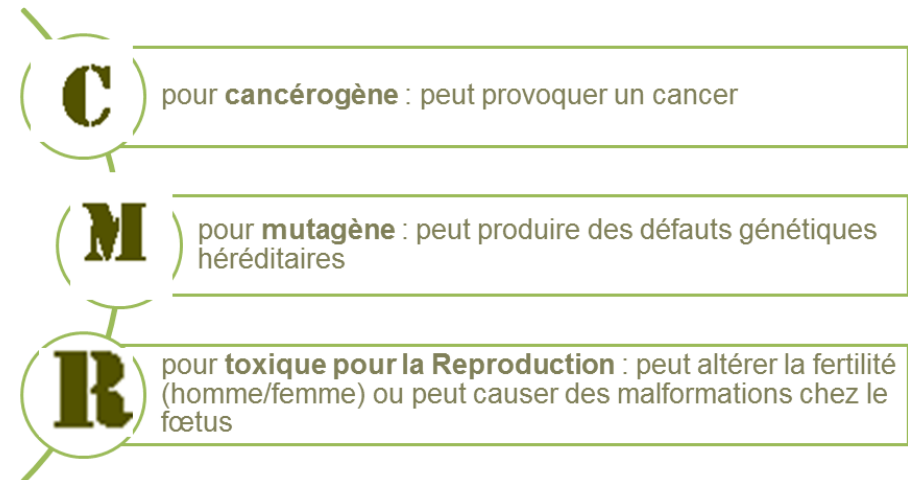 C
pour cancérogène : peut provoquer un cancer
M
pour mutagène : peut produire des défauts génétiques
héréditaires
R
pour toxique pour la Reproduction : peut altérer la fertilité
(homme/femme) ou peut causer des malformations chez le
fœtus